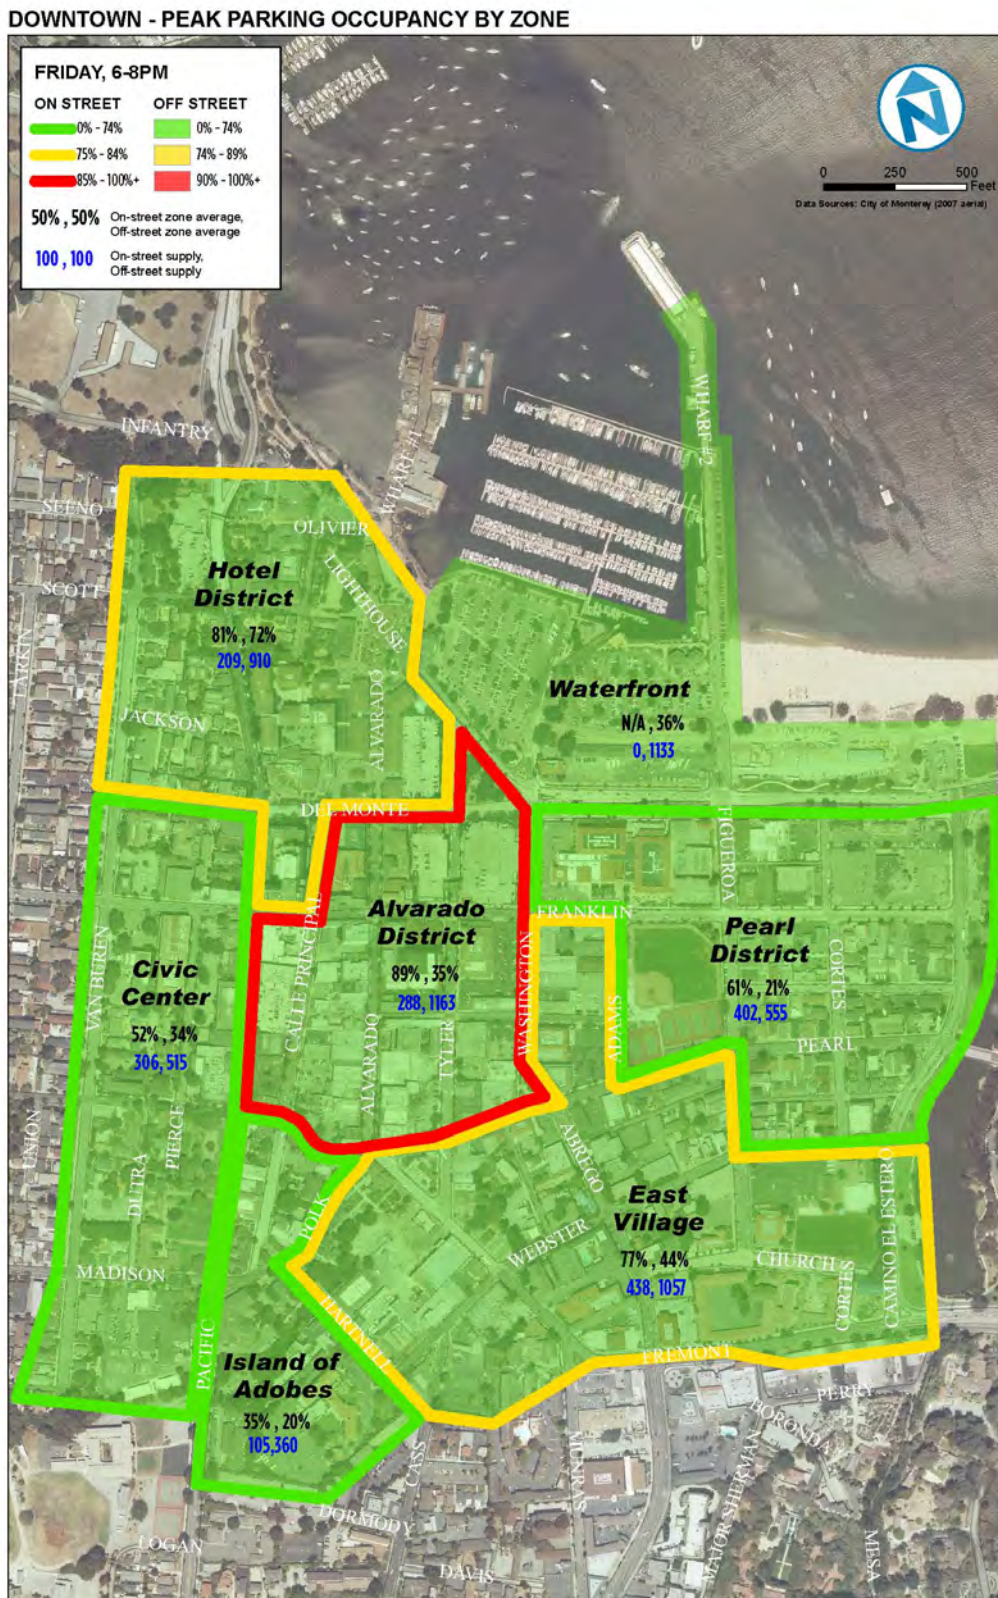 DOWNTOWN - PEAK PARKING OCCUPANCY BY ZONE
FRIDAY, 6-8PM
ON STREET OFF STREET
0% - 74% 0% - 74%
75% - 84% 74% - 89%
85% - 100%+ 90% - 100%+
50% , 50% On-street zone average,
Off-street zone average
100 , 100 On-street supply,
Off-street supply
N
0 250 500
Feet
Data Sources: City of Monterey (2007 aerial)
WHARF #2
WHARF #1
INFANTRY
SEENO
OLIVIER
LIGHTHOUSE
SCOTT
Hotel
District
81% , 72%
209, 910
LARKIN
ALVARADO
JACKSON
Waterfront
N/A , 36%
0, 1133
DEL MONTE
FIGUEROA
FRANKLIN
CALLE PRINCIPAL
Alvarado
District
89% , 35%
288, 1163
Pearl
District
61% , 21%
402, 555
Civic
Center
52% , 34%
306, 515
VAN BUREN
WASHINGTON
ADAMS
CORTES
PEARL
ALVARADO
TYLER
UNION
DUTRA
PIERCE
ABREGO
POLK
WEBSTER
East
Village
77% , 44%
438, 1057
CHURCH
CORTES
CAMINO EL ESTERO
MADISON
HARTNELL
PACIFIC
FREMONT
Island of
Adobes
35% , 20%
105,360
CASS
MUNRAS
PERRY
BORONDA
MAJOR SHERMAN
DORMODY
LOGAN
DAVIS
MESA